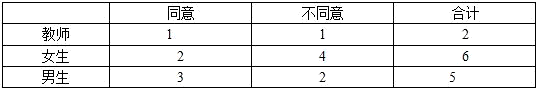 同意 不同意 合计
教师 1 1 2
女生 2 4 6
男生 3 2 5